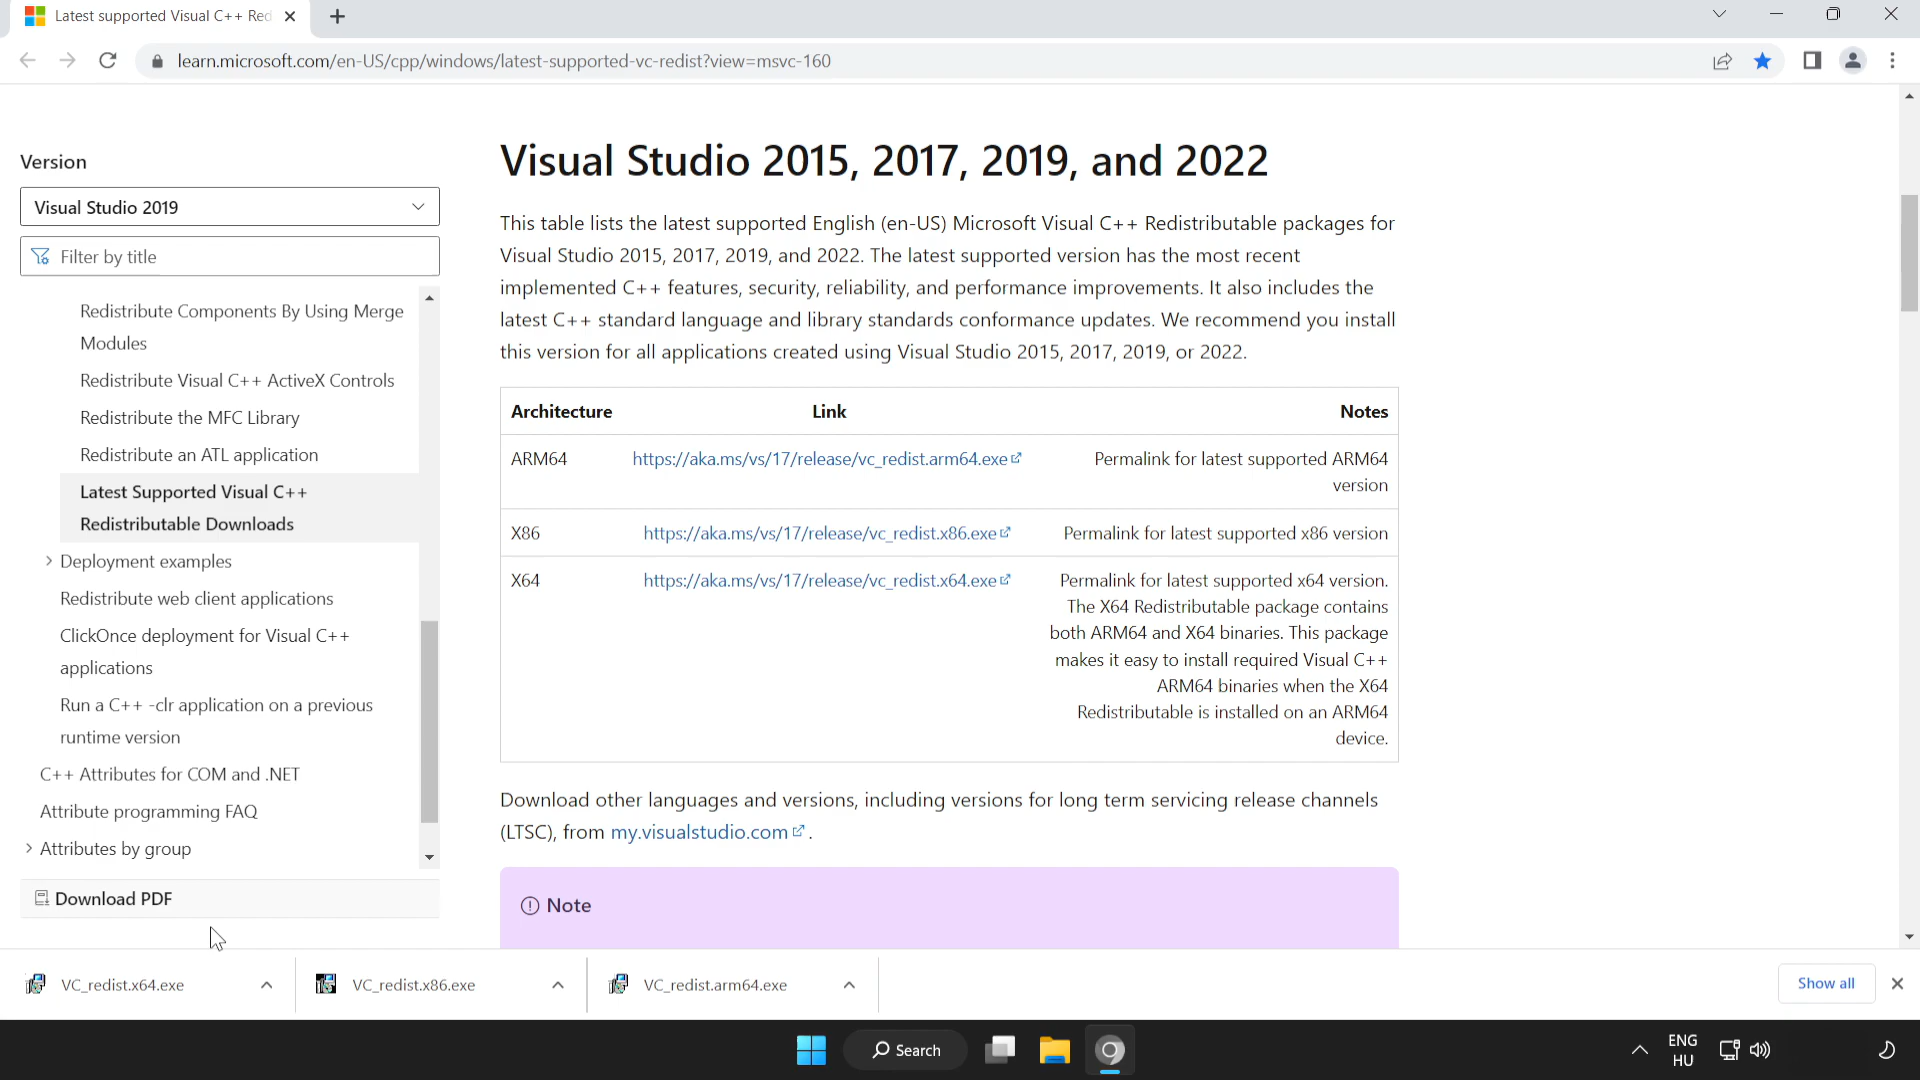 Latest supported Visual C++ Red
learn.microsoft.com/en-US/cpp/windows/latest-supported-vc-redist?view=msvc-160
Version
Visual Studio 2019
Filter by title
Redistribute Components By Using Merge
Modules
Redistribute Visual C++ ActiveX Controls
Redistribute the MFC Library
Redistribute an ATL application
Latest Supported Visual C++
Redistributable Downloads
Deployment examples
Redistribute web client applications
ClickOnce deployment for Visual C++
applications
Run a C++ -clr application on a previous
runtime version
C++ Attributes for COM and .NET
Attribute programming FAQ
Attributes by group
Download PDF
Visual Studio 2015, 2017, 2019, and 2022
This table lists the latest supported English (en-US) Microsoft Visual C++ Redistributable packages for
Visual Studio 2015, 2017, 2019, and 2022. The latest supported version has the most recent
implemented C++ features, security, reliability, and performance improvements. It also includes the
latest C++ standard language and library standards conformance updates. We recommend you install
this version for all applications created using Visual Studio 2015, 2017, 2019, or 2022.
Architecture Link Notes
ARM64 https://aka.ms/vs/17/release/vc_redist.arm64.exe Permalink for latest supported ARM64
version
X86 https://aka.ms/vs/17/release/vc_redist.x86.exe Permalink for latest supported x86 version
X64 https://aka.ms/vs/17/release/vc_redist.x64.exe Permalink for latest supported x64 version.
The X64 Redistributable package contains
both ARM64 and X64 binaries. This package
makes it easy to install required Visual C++
ARM64 binaries when the X64
Redistributable is installed on an ARM64
device.
Download other languages and versions, including versions for long term servicing release channels
(LTSC), from my.visualstudio.com .
Note
VC_redist.x64.exe VC_redist.x86.exe VC_redist.arm64.exe Show all
Search
ENG
HU